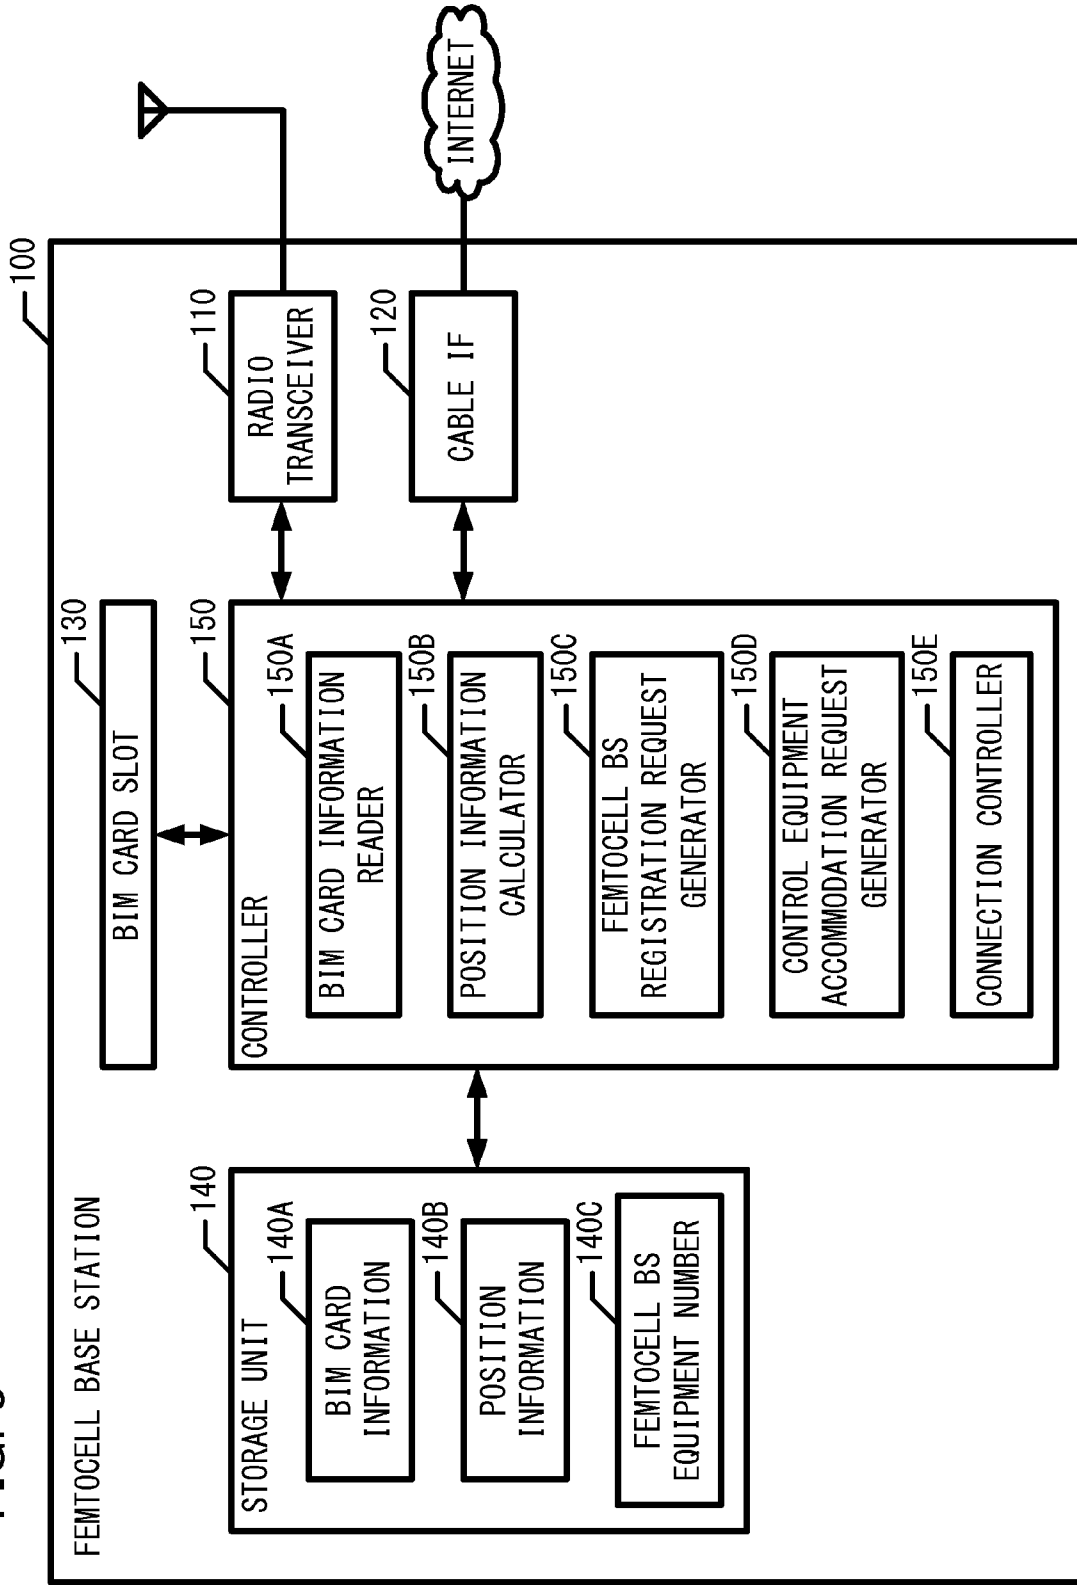 100
FEMTOCELL BASE STATION
130
BIM CARD SLOT
140
STORAGE UNIT
140A
BIM CARD
INFORMATION
140B
POSITION
INFORMATION
140C
FEMTOCELL BS
EQUIPMENT NUMBER
150
CONTROLLER
150A
BIM CARD INFORMATION
READER
150B
POSITION INFORMATION
CALCULATOR
150C
FEMTOCELL BS
REGISTRATION REQUEST
GENERATOR
150D
CONTROL EQUIPMENT
ACCOMMODATION REQUEST
GENERATOR
150E
CONNECTION CONTROLLER
110
RADIO
TRANSCEIVER
120
CABLE IF
INTERNET